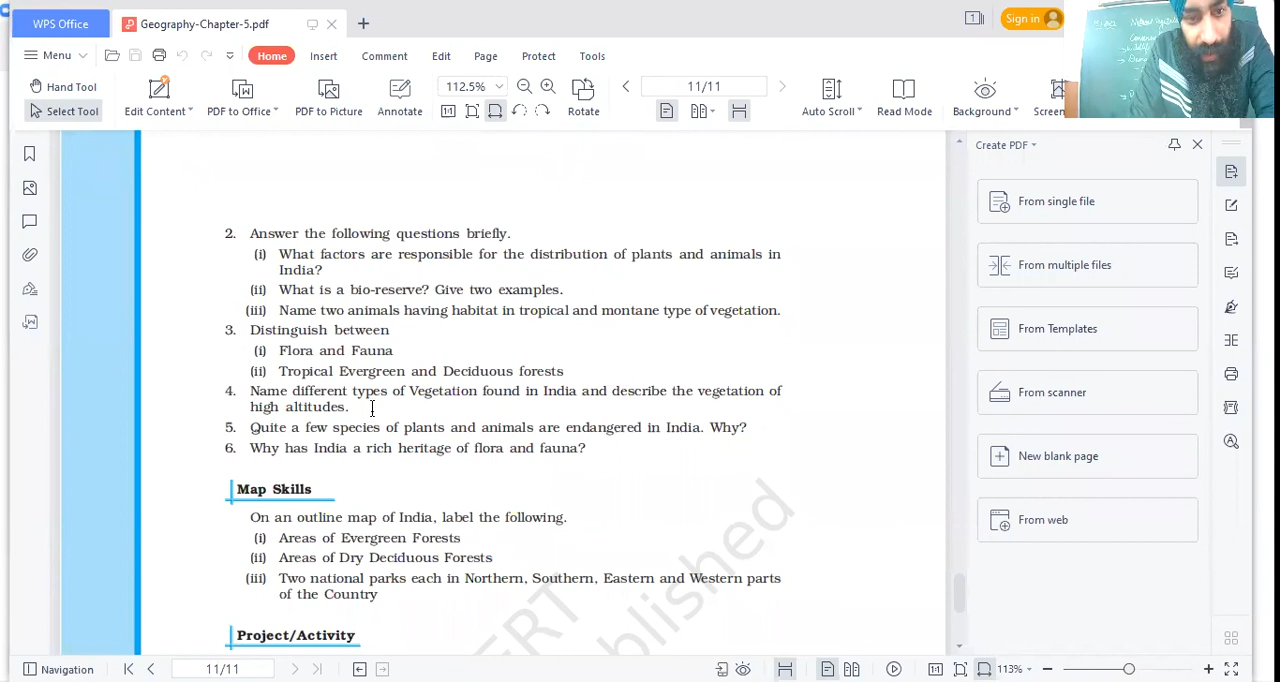 WPS Office
Geography-Chapter-5.pdf
Sign in
Menu
Home
Insert
Comment
Edit
Page
Protect
Tools
Hand Tool
Select Tool
Edit Content
PDF to Office
PDF to Picture
Annotate
112.5%
Rotate
11/11
Auto Scroll
Read Mode
Background
Screen
Create PDF
From single file
From multiple files
From Templates
From scanner
New blank page
From web
2. Answer the following questions briefly.
(i) What factors are responsible for the distribution of plants and animals in
India?
(ii) What is a bio-reserve? Give two examples.
(iii) Name two animals having habitat in tropical and montane type of vegetation.
3. Distinguish between
(i) Flora and Fauna
(ii) Tropical Evergreen and Deciduous forests
4. Name different types of Vegetation found in India and describe the vegetation of
high altitudes.
5. Quite a few species of plants and animals are endangered in India. Why?
6. Why has India a rich heritage of flora and fauna?
Map Skills
On an outline map of India, label the following.
(i) Areas of Evergreen Forests
(ii) Areas of Dry Deciduous Forests
(iii) Two national parks each in Northern, Southern, Eastern and Western parts
of the Country
Project/Activity
Navigation
11/11
113%